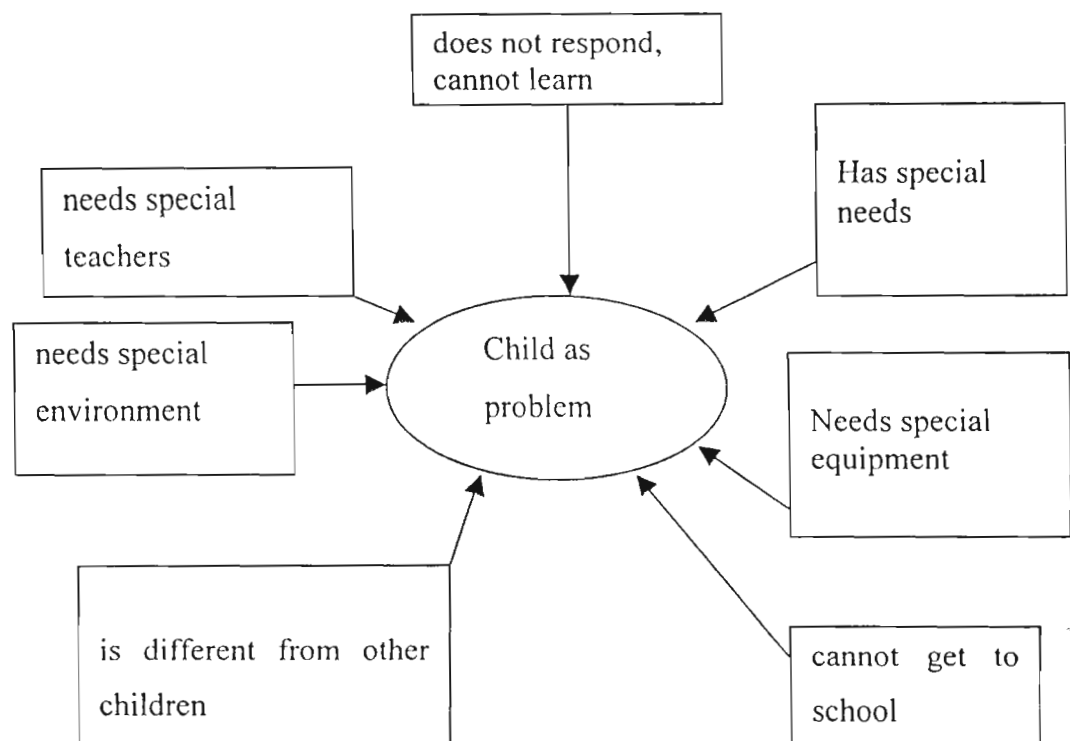 does not respond,
cannot learn
Has special
needs
needs special
teachers
needs special
environment
Child as
problem
Needs special
equipment
is different from other
children
cannot get to
school